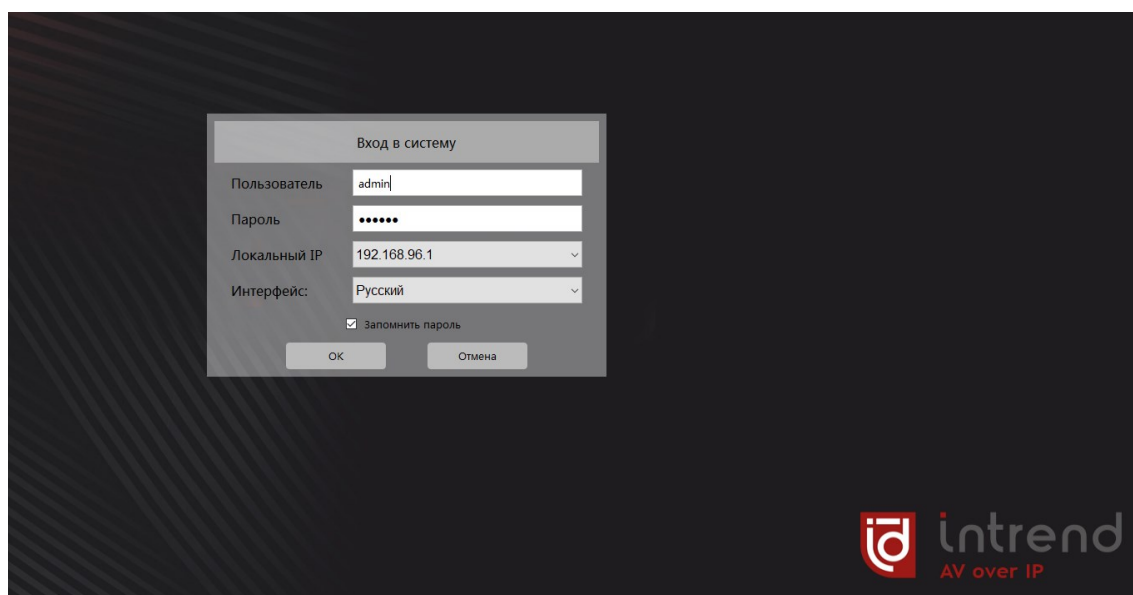 Вход в систему
Пользователь admin
Пароль ••••••
Локальный IP 192.168.96.1
Интерфейс: Русский
Запомнить пароль
OK Отмена
intrend
AV over IP